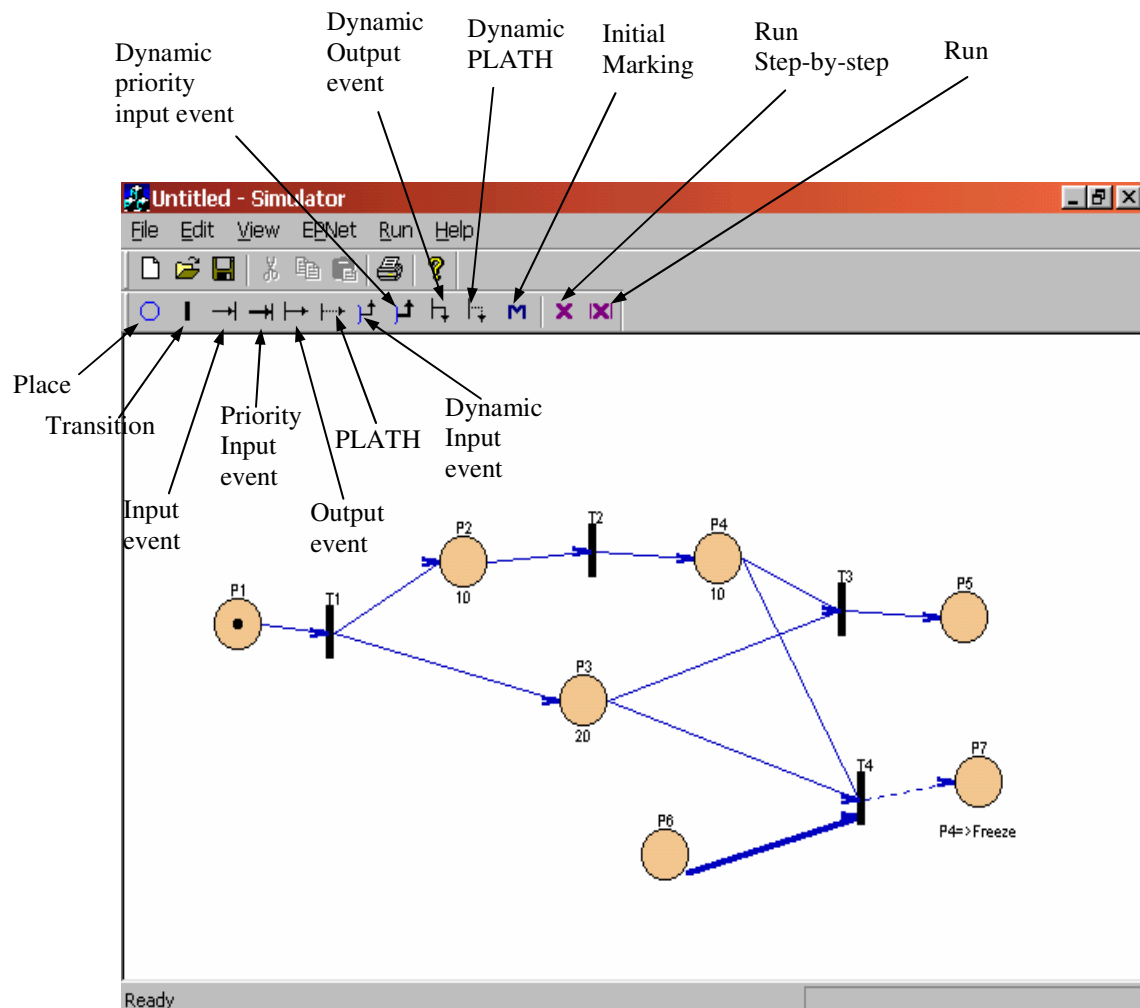 Dynamic
priority
input event
Dynamic
Output
event
Dynamic
PLATH
Initial
Marking
Run
Step-by-step
Run
Untitled - Simulator
File Edit View EPNet Run Help
M
Place
Transition
Input
event
Priority
Input
event
Output
event
PLATH
Dynamic
Input
event
P1
T1
P2
10
T2
P4
10
T3
P5
P3
20
T4
P7
P4=>Freeze
P6
Ready